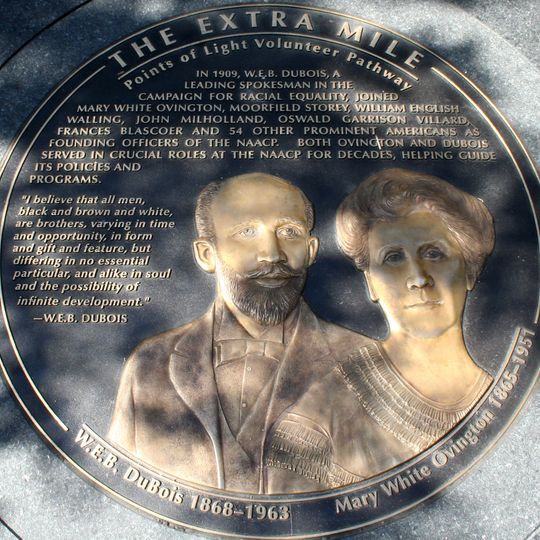 THE EXTRA MILE
Points of Light Volunteer Pathway
IN 1909, W.E.B. DUBOIS, A
LEADING SPOKESMAN IN THE
CAMPAIGN FOR RACIAL EQUALITY, JOINED
MARY WHITE OVINGTON, MOORFIELD STOREY, WILLIAM ENGLISH
WALLING, JOHN MILHOLLAND, OSWALD GARRISON VILLARD,
FRANCES BLASCOER AND 54 OTHER PROMINENT AMERICANS AS
FOUNDING OFFICERS OF THE NAACP. BOTH OVINGTON AND DUBOIS
SERVED IN CRUCIAL ROLES AT THE NAACP FOR DECADES, HELPING GUIDE
ITS POLICIES AND
PROGRAMS.
"I believe that all men,
black and brown and white,
are brothers, varying in time
and opportunity, in form
and gift and feature, but
differing in no essential
particular, and alike in soul
and the possibility of
infinite development."
—W.E.B. DUBOIS
W.E.B. DuBois 1868–1963
Mary White Ovington 1865–1951